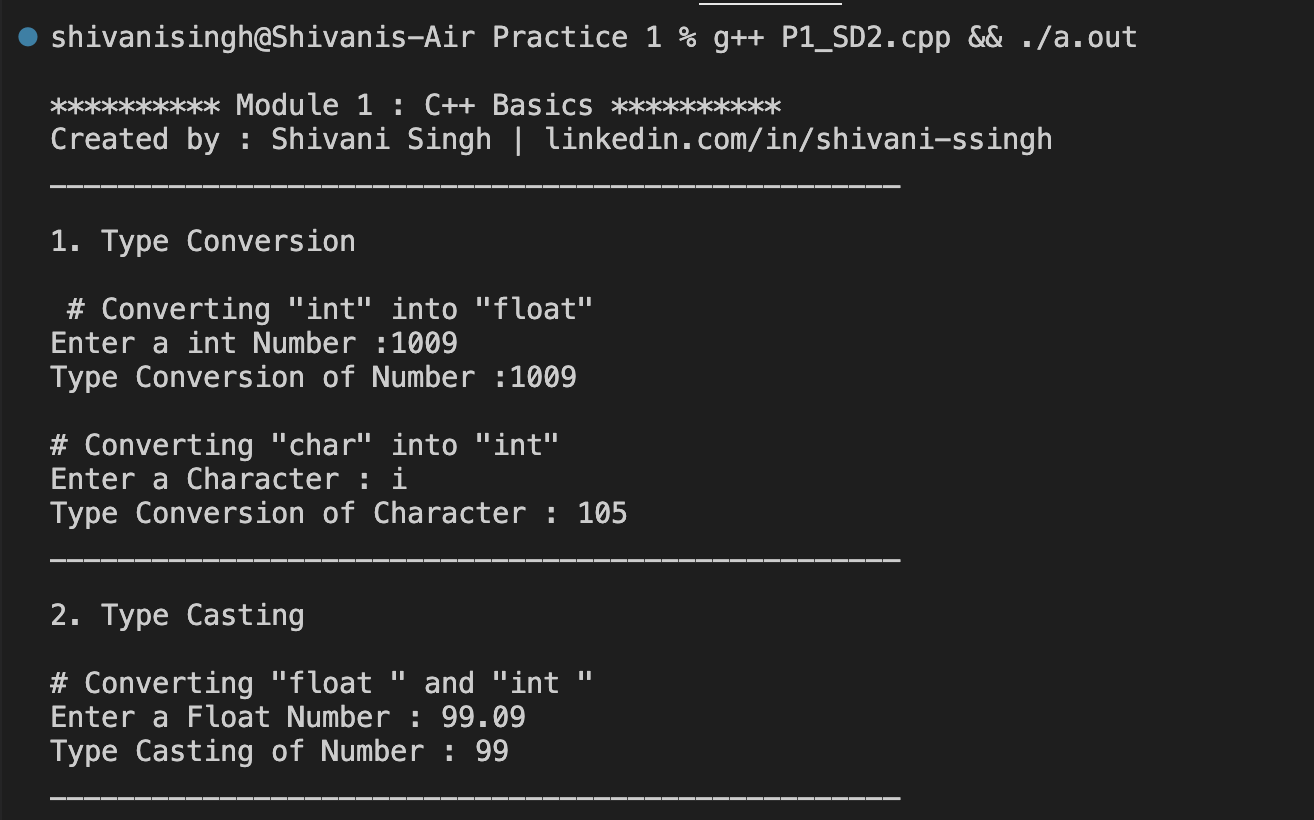 shivanisingh@Shivanis-Air Practice 1 % g++ P1_SD2.cpp && ./a.out
********** Module 1 : C++ Basics **********
Created by : Shivani Singh | linkedin.com/in/shivani-ssingh
__________________________________________________
1. Type Conversion
 # Converting "int" into "float"
Enter a int Number :1009
Type Conversion of Number :1009
# Converting "char" into "int"
Enter a Character : i
Type Conversion of Character : 105
__________________________________________________
2. Type Casting
# Converting "float " and "int "
Enter a Float Number : 99.09
Type Casting of Number : 99
__________________________________________________